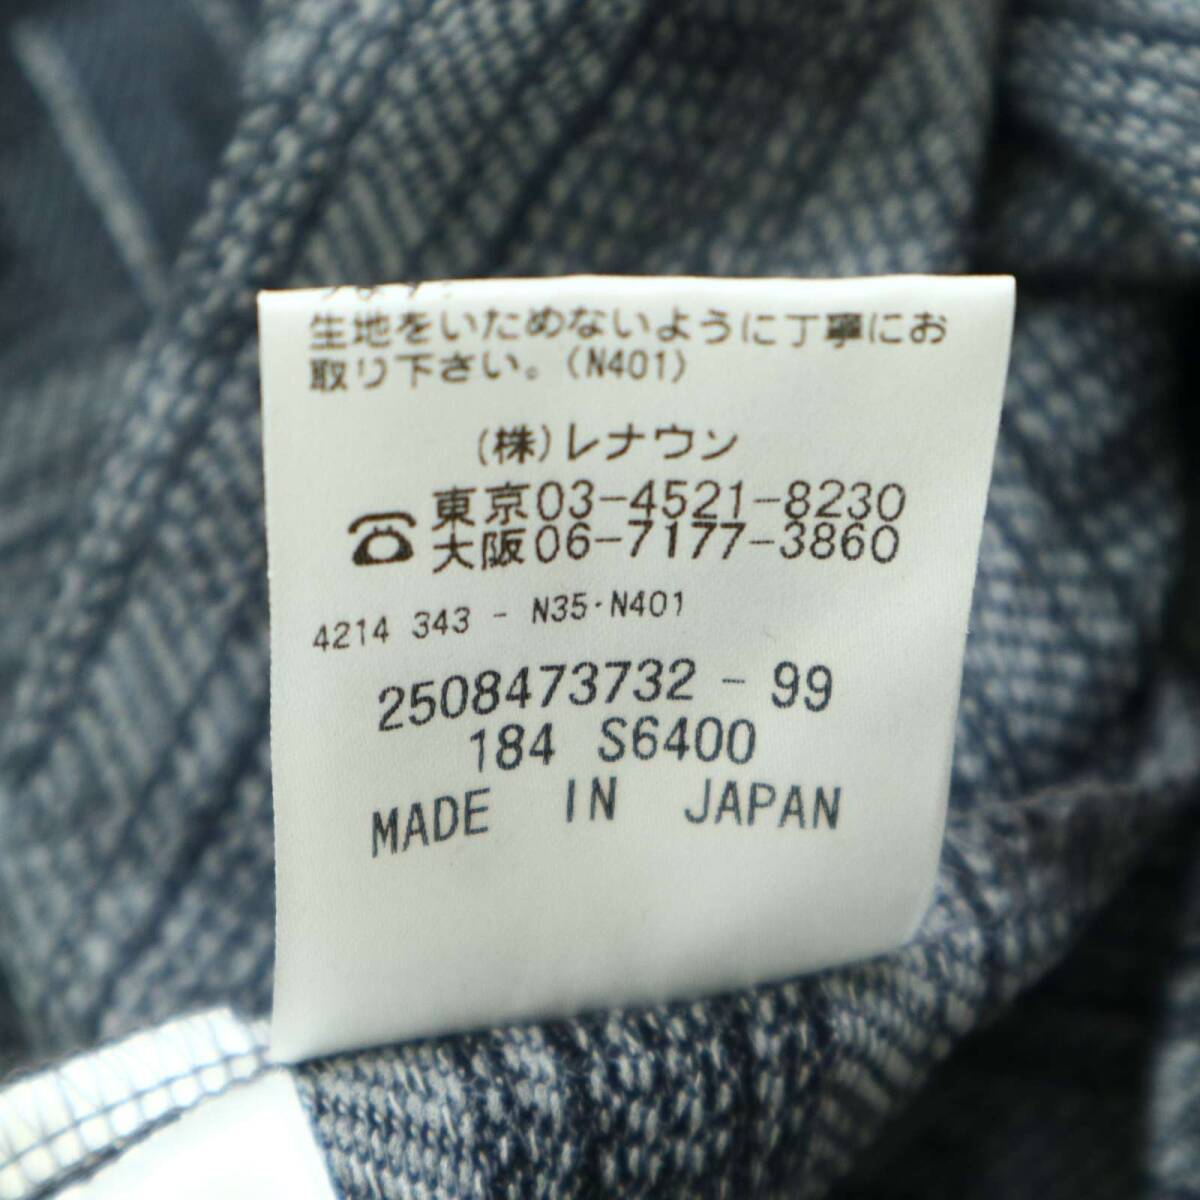 生地をいためないように丁寧にお
取り下さい。(N401)
(株)レナウン
☎東京03-4521-8230
大阪06-7177-3860
4214 343 - N35·N401
2508473732 - 99
184 S6400
MADE IN JAPAN